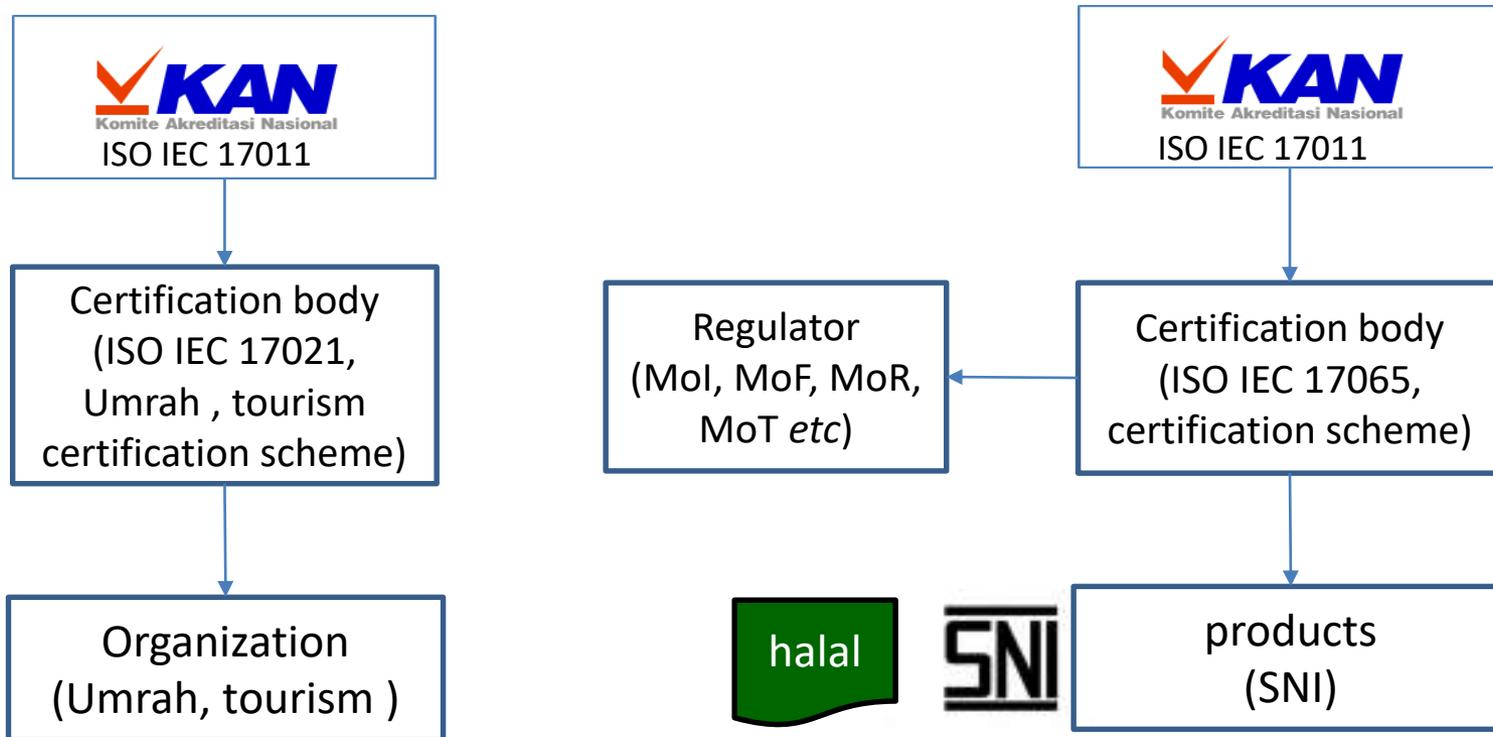 KAN
Komite Akreditasi Nasional
ISO IEC 17011
Certification body
(ISO IEC 17021,
Umrah , tourism
certification scheme)
Organization
(Umrah, tourism )
KAN
Komite Akreditasi Nasional
ISO IEC 17011
Certification body
(ISO IEC 17065,
certification scheme)
Regulator
(MoI, MoF, MoR,
MoT etc)
halal
SNI
products
(SNI)